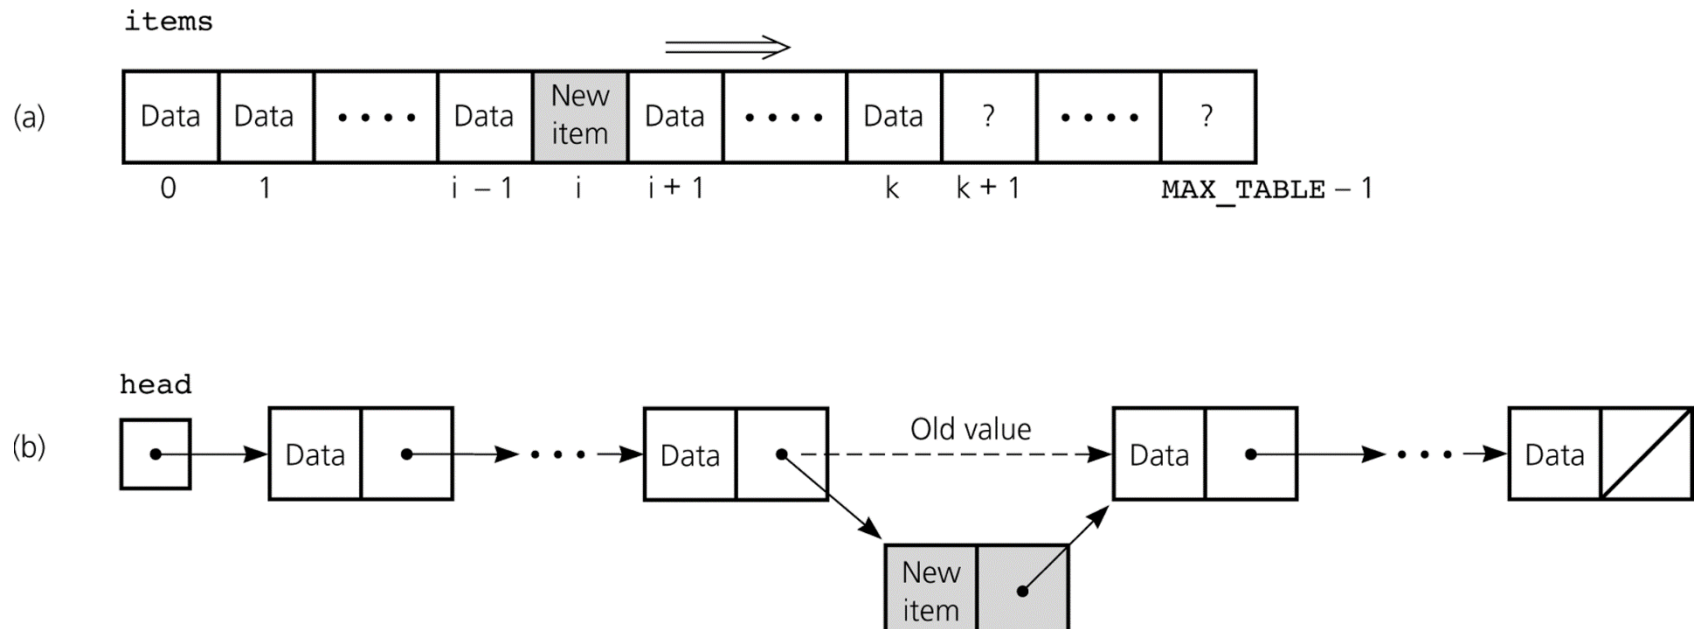 items
(a)
Data Data •••• Data New item Data •••• Data ? •••• ?
0 1 i – 1 i i + 1 k k + 1 MAX_TABLE – 1
head
(b)
Old value
Data ••• Data Data ••• Data
New
item